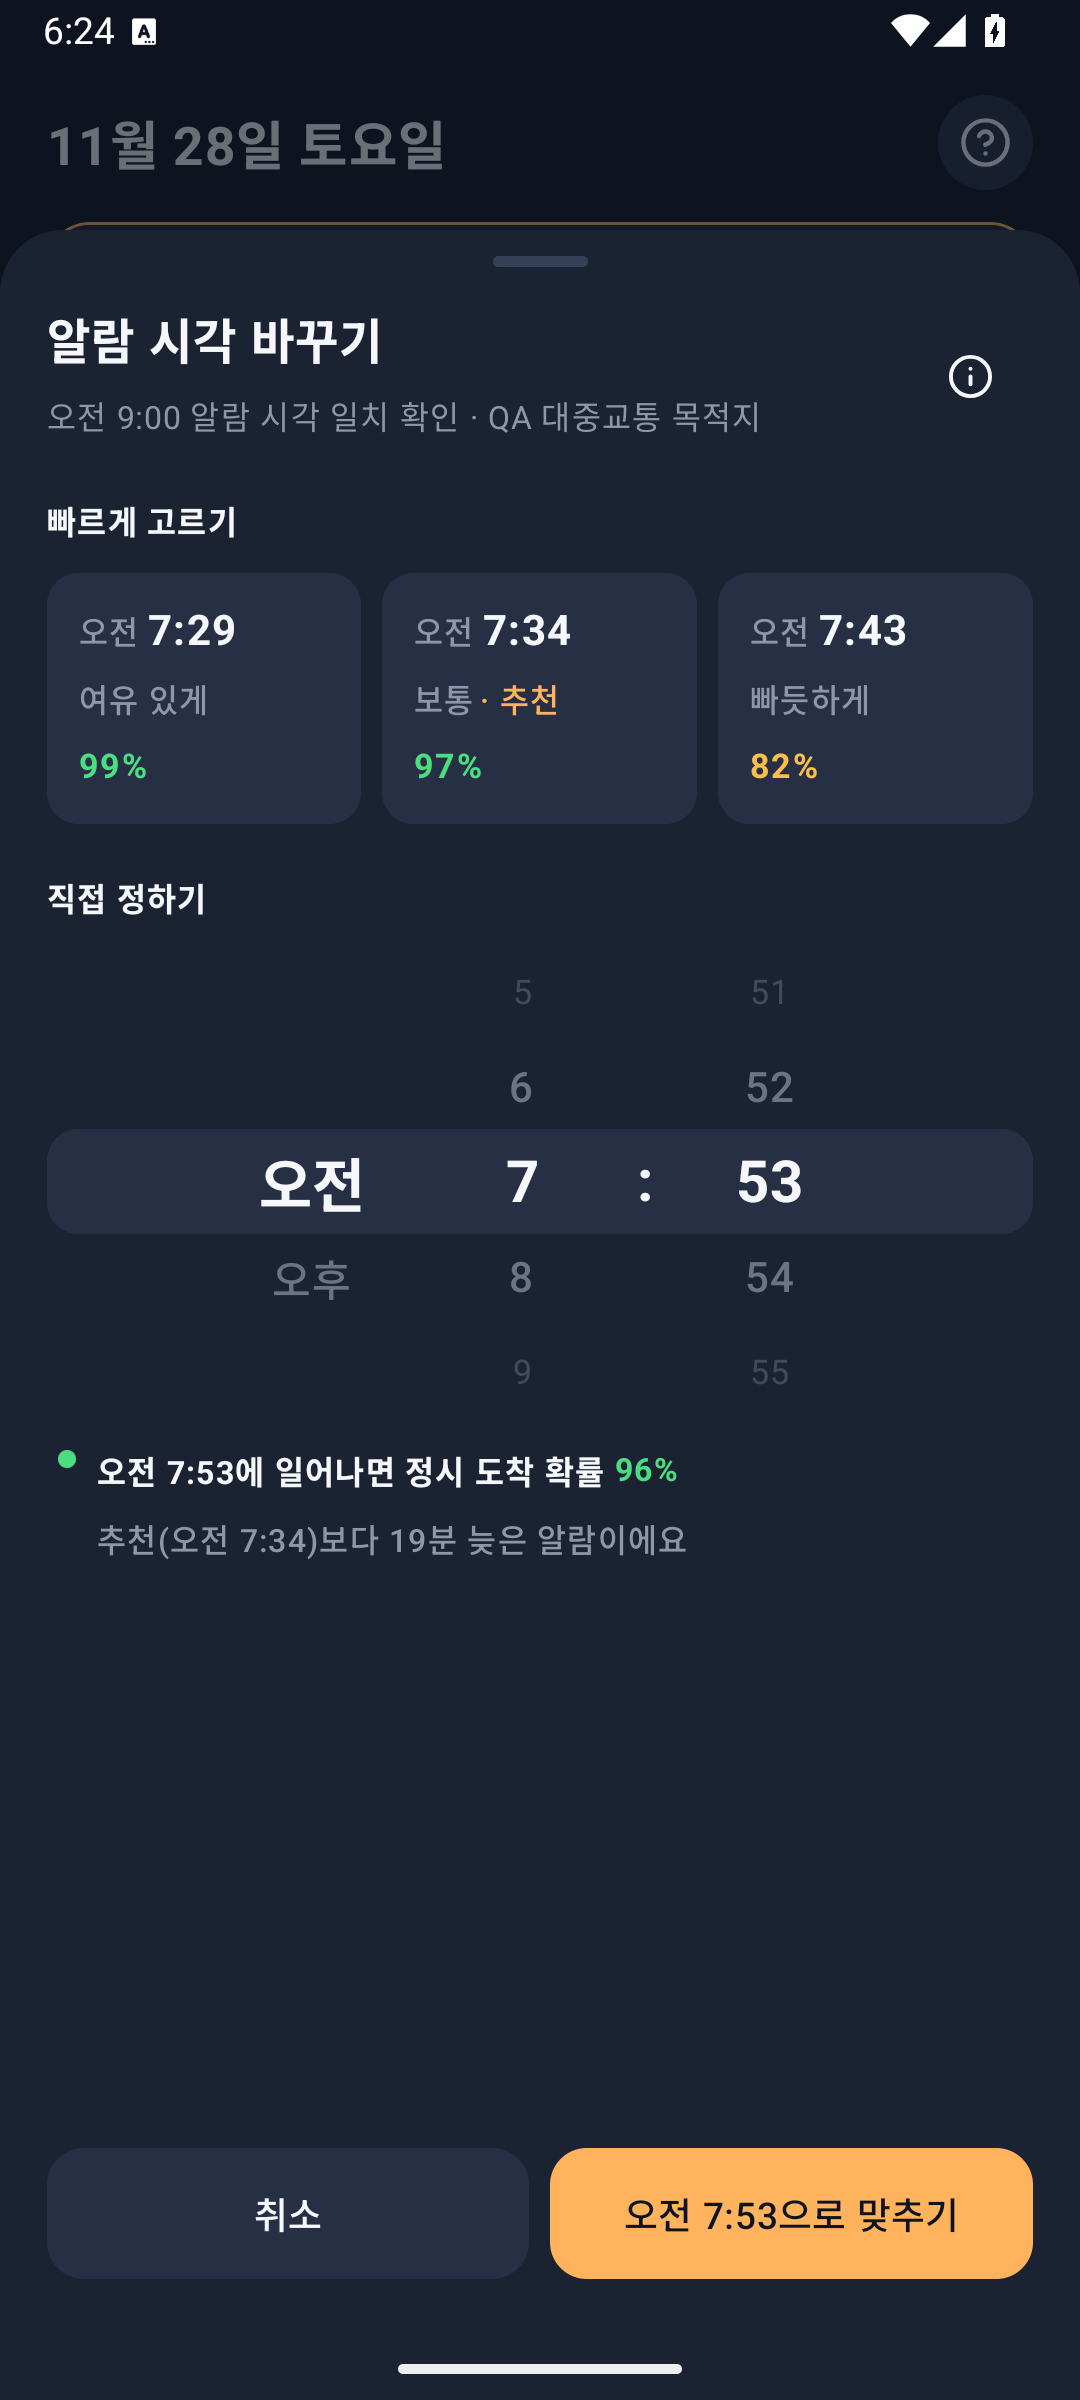 6:24
11월 28일 토요일
알람 시각 바꾸기
오전 9:00 알람 시각 일치 확인 · QA 대중교통 목적지
빠르게 고르기
오전 7:29
여유 있게
99%
오전 7:34
보통 · 추천
97%
오전 7:43
빠듯하게
82%
직접 정하기
5 51
6 52
오전 7 : 53
오후 8 54
9 55
오전 7:53에 일어나면 정시 도착 확률 96%
추천(오전 7:34)보다 19분 늦은 알람이에요
취소
오전 7:53으로 맞추기